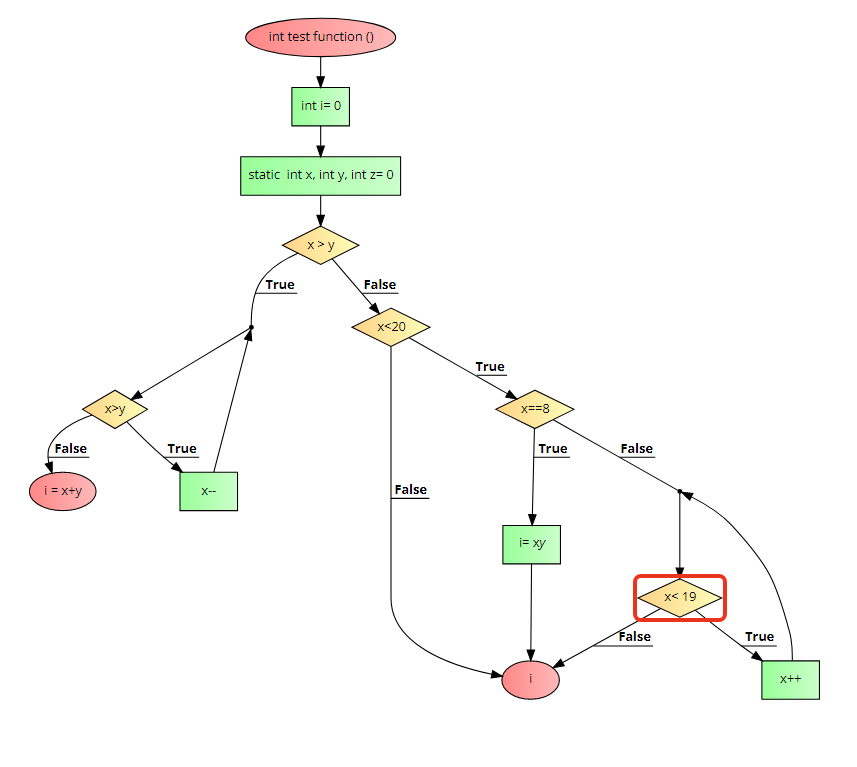 int test function ()
int i= 0
static int x, int y, int z= 0
x > y
True
False
x<20
True
x>y
x==8
False
True
True
False
i = x+y
x--
False
i= xy
x< 19
False
True
i
x++